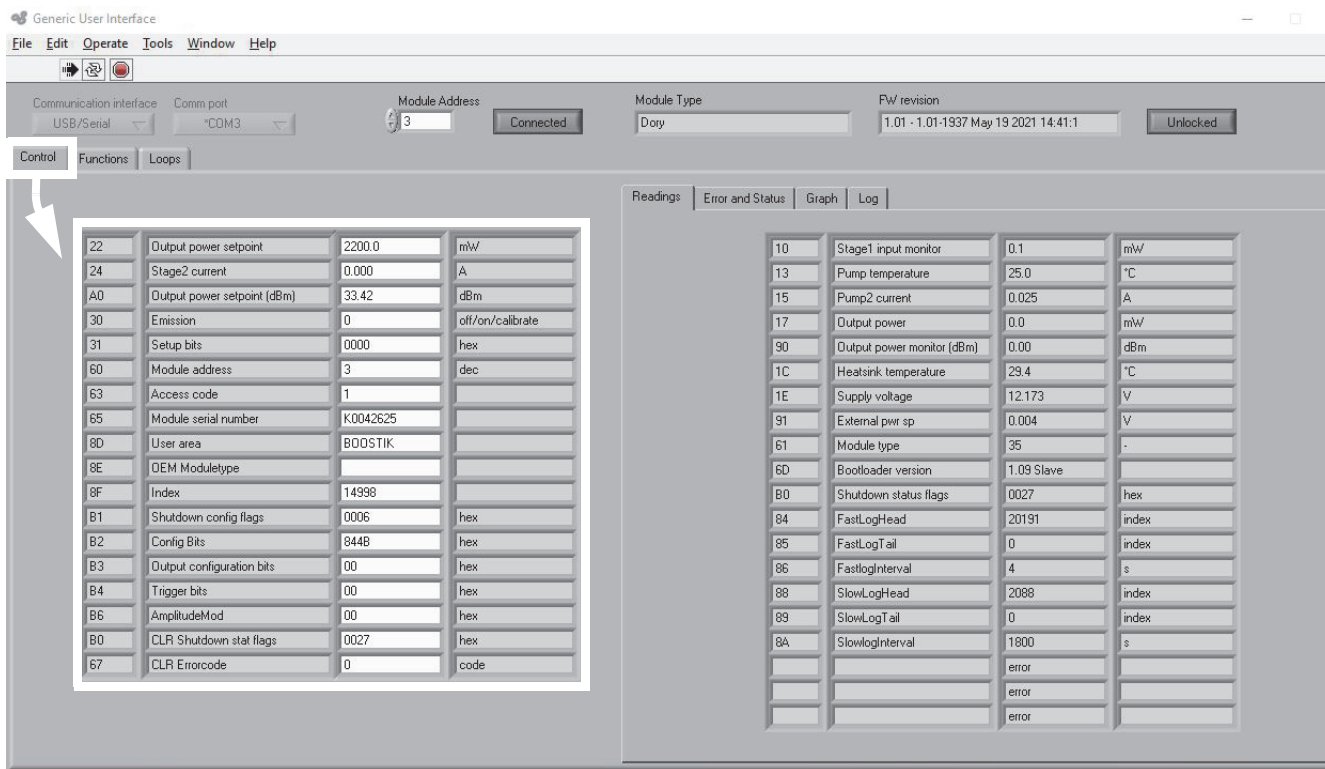 Generic User Interface
File Edit Operate Tools Window Help
Communication interface Comm port Module Address Module Type FW revision
USB/Serial *COM3 3 Connected Dory 1.01 - 1.01-1937 May 19 2021 14:41:1 Unlocked
Control Functions Loops
22 Output power setpoint 2200.0 mW
24 Stage2 current 0.000 A
A0 Output power setpoint (dBm) 33.42 dBm
30 Emission 0 off/on/calibrate
31 Setup bits 0000 hex
60 Module address 3 dec
63 Access code 1
65 Module serial number K0042625
8D User area BOOSTIK
8E OEM Moduletype
8F Index 14998
B1 Shutdown config flags 0006 hex
B2 Config Bits 844B hex
B3 Output configuration bits 00 hex
B4 Trigger bits 00 hex
B6 AmplitudeMod 00 hex
B0 CLR Shutdown stat flags 0027 hex
67 CLR Errorcode 0 code
Readings Error and Status Graph Log
10 Stage1 input monitor 0.1 mW
13 Pump temperature 25.0 °C
15 Pump2 current 0.025 A
17 Output power 0.0 mW
90 Output power monitor (dBm) 0.00 dBm
1C Heatsink temperature 29.4 °C
1E Supply voltage 12.173 V
91 External pwr sp 0.004 V
61 Module type 35 -
6D Bootloader version 1.09 Slave
B0 Shutdown status flags 0027 hex
84 FastLogHead 20191 index
85 FastLogTail 0 index
86 FastlogInterval 4 s
88 SlowLogHead 2088 index
89 SlowLogTail 0 index
8A SlowlogInterval 1800 s
error
error
error